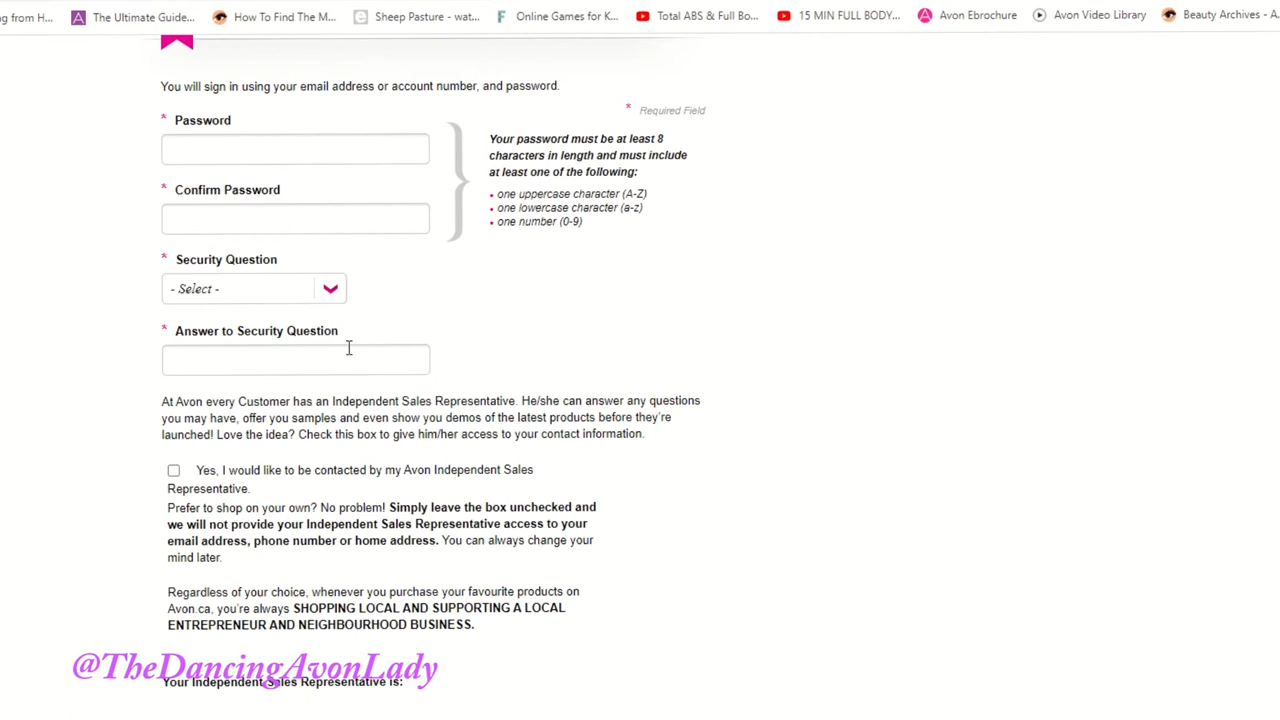 ng from H...
The Ultimate Guide...
How To Find The M...
Sheep Pasture - wat...
Online Games for K...
Total ABS & Full Bo...
15 MIN FULL BODY...
Avon Ebrochure
Avon Video Library
Beauty Archives - A
You will sign in using your email address or account number, and password.
* Required Field
* Password
Your password must be at least 8
characters in length and must include
at least one of the following:
• one uppercase character (A-Z)
• one lowercase character (a-z)
• one number (0-9)
* Confirm Password
* Security Question
- Select -
* Answer to Security Question
At Avon every Customer has an Independent Sales Representative. He/she can answer any questions
you may have, offer you samples and even show you demos of the latest products before they're
launched! Love the idea? Check this box to give him/her access to your contact information.
Yes, I would like to be contacted by my Avon Independent Sales
Representative.
Prefer to shop on your own? No problem! Simply leave the box unchecked and
we will not provide your Independent Sales Representative access to your
email address, phone number or home address. You can always change your
mind later.
Regardless of your choice, whenever you purchase your favourite products on
Avon.ca, you're always SHOPPING LOCAL AND SUPPORTING A LOCAL
ENTREPRENEUR AND NEIGHBOURHOOD BUSINESS.
@TheDancingAvonLady
Your Independent Sales Representative is: